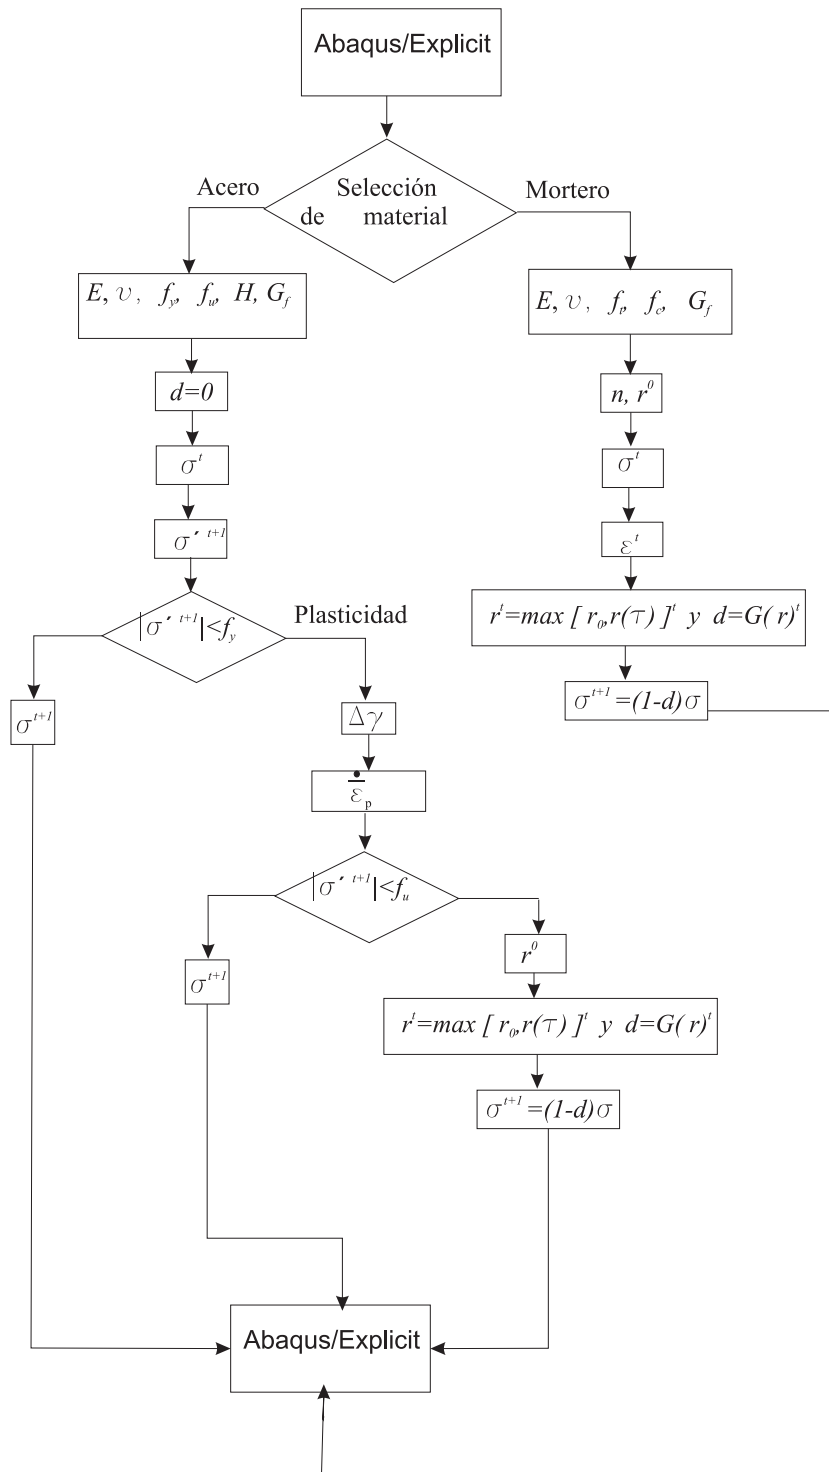 Abaqus/Explicit
Acero
Selección
de material
Mortero
E, υ, f_y, f_u, H, G_f
E, υ, f_t, f_c, G_f
d=0
n, r^0
σ^t
σ^t
σ´^{t+1}
ε^t
|σ´^{t+1}|<f_y
Plasticidad
r^t=max [ r_0,r(τ) ]^t y d=G( r)^t
σ^{t+1}
σ^{t+1}=(1-d)σ
Δγ
ε̄̇_p
|σ´^{t+1}|<f_u
σ^{t+1}
r^0
r^t=max [ r_0,r(τ) ]^t y d=G( r)^t
σ^{t+1}=(1-d)σ
Abaqus/Explicit